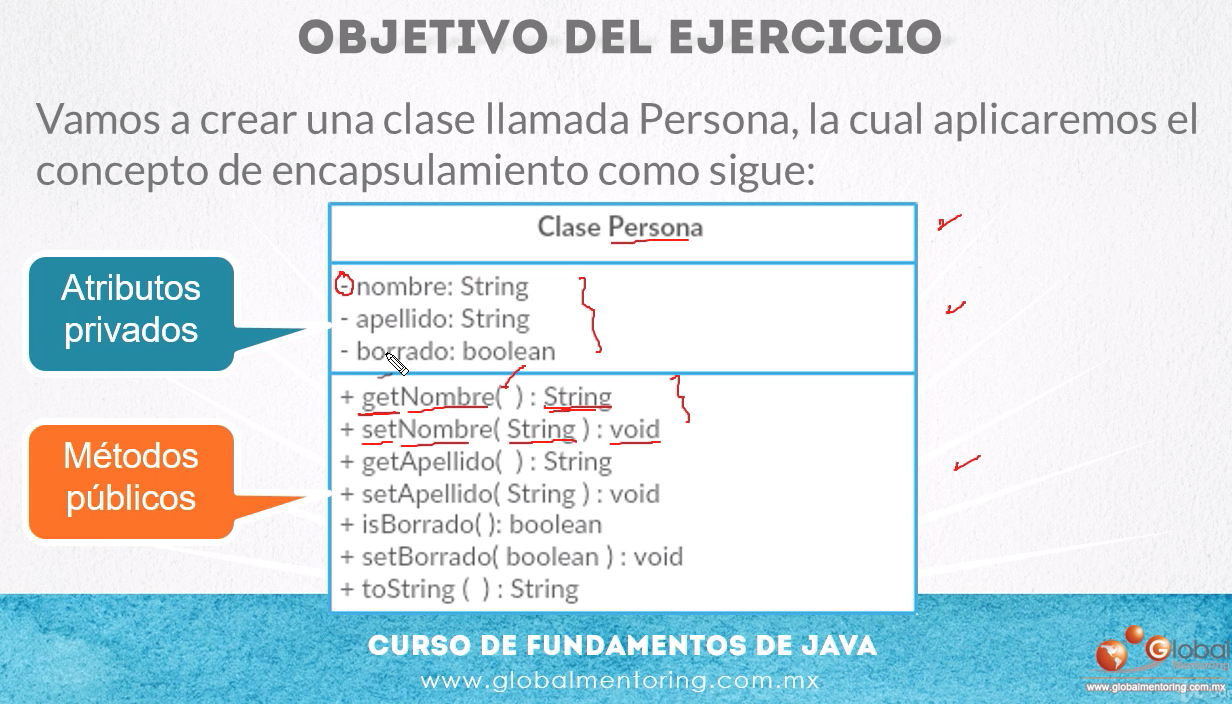 OBJETIVO DEL EJERCICIO
Vamos a crear una clase llamada Persona, la cual aplicaremos el
concepto de encapsulamiento como sigue:
Clase Persona
Atributos
privados
- nombre: String
- apellido: String
- borrado: boolean
Métodos
públicos
+ getNombre( ) : String
+ setNombre( String ) : void
+ getApellido( ) : String
+ setApellido( String ) : void
+ isBorrado( ): boolean
+ setBorrado( boolean ) : void
+ toString ( ) : String
CURSO DE FUNDAMENTOS DE JAVA
www.globalmentoring.com.mx
Global
Mentoring
www.globalmentoring.com.mx